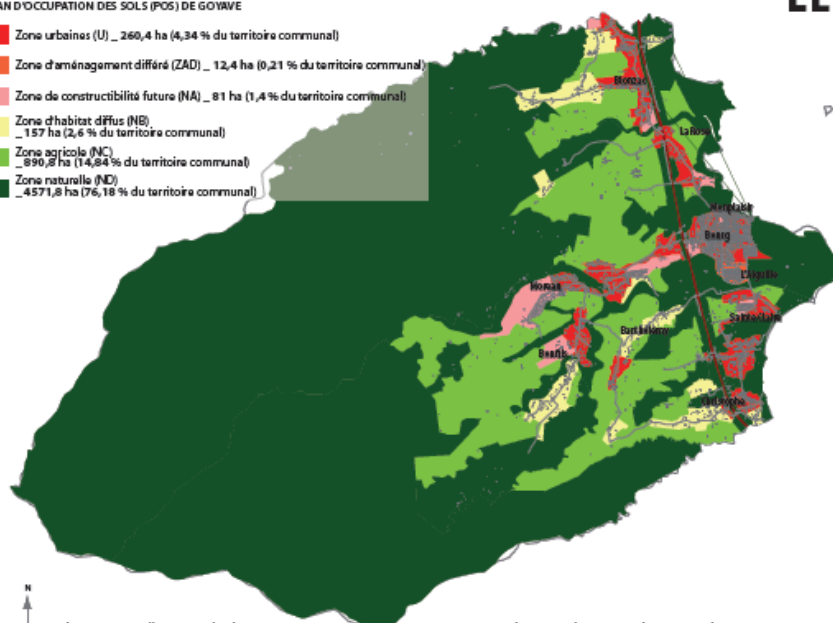 AN D'OCCUPATION DES SOLS (POS) DE GOYAVE
Zone urbaines (U) _ 260,4 ha (4,34 % du territoire communal)
Zone d'aménagement différé (ZAD) _ 12,4 ha (0,21 % du territoire communal)
Zone de constructibilité future (NA) _ 81 ha (1,4 % du territoire communal)
Zone d'habitat diffus (NB)
_ 157 ha (2,6 % du territoire communal)
Zone agricole (NC)
_ 890,8 ha (14,84 % du territoire communal)
Zone naturelle (ND)
_ 4571,8 ha (76,18 % du territoire communal)
Blonzac
La Rose
Bourg
L'Aiguille
Moreau
Sainte-Claire
Barthélemy
Christophe
N